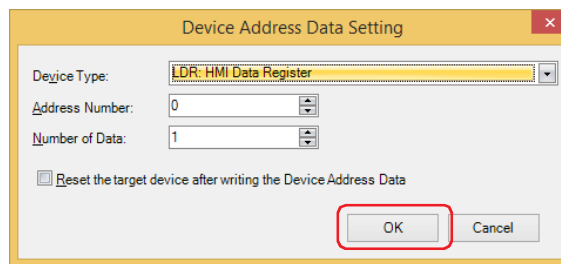 Device Address Data Setting
Device Type: LDR: HMI Data Register
Address Number: 0
Number of Data: 1
Reset the target device after writing the Device Address Data
OK Cancel